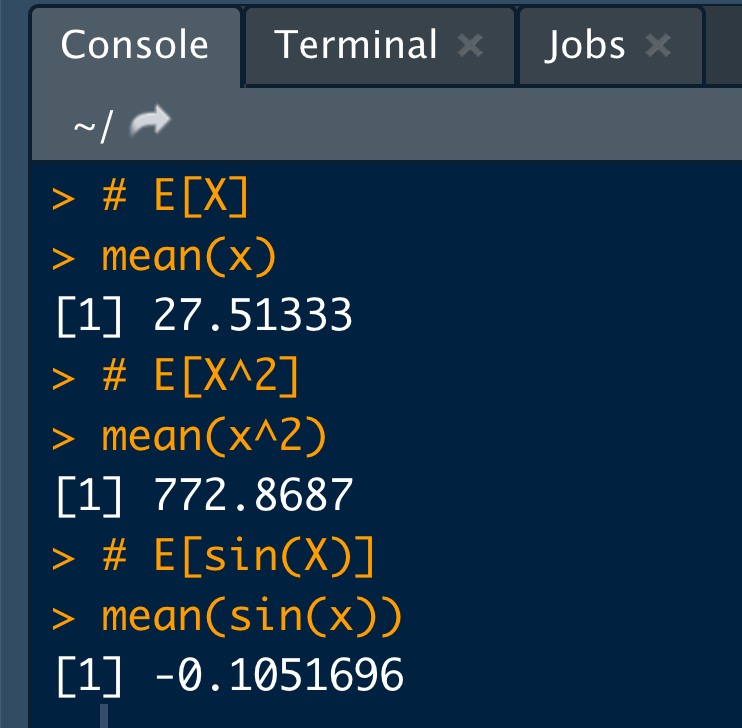 Console Terminal × Jobs ×
~/
> # E[X]
> mean(x)
[1] 27.51333
> # E[X^2]
> mean(x^2)
[1] 772.8687
> # E[sin(X)]
> mean(sin(x))
[1] -0.1051696